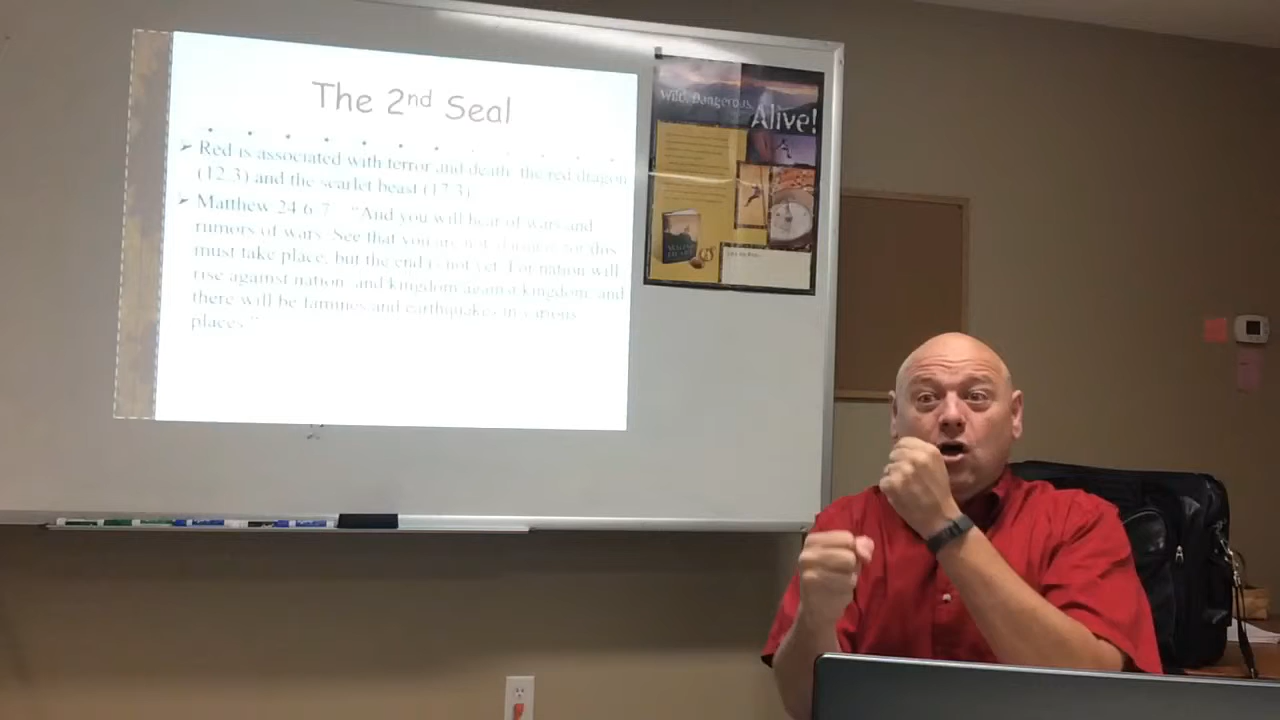 The 2nd Seal
➢ Red is associated with terror and death: the red dragon
(12:3) and the scarlet beast (17:3)
➢ Matthew 24:6-7 - "And you will hear of wars and
rumors of wars. See that you are not alarmed, for this
must take place, but the end is not yet. For nation will
rise against nation, and kingdom against kingdom, and
there will be famines and earthquakes in various
places."
Wild. Dangerous.
Alive!